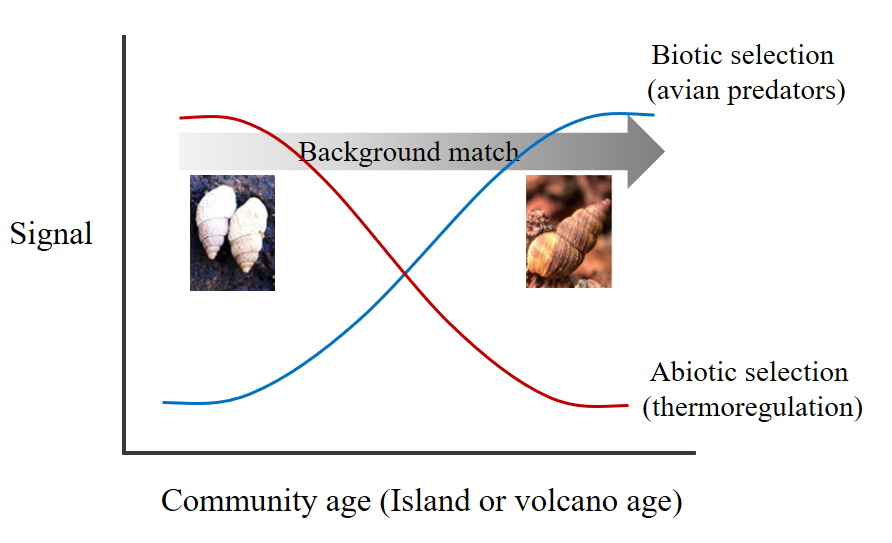 Biotic selection
(avian predators)
Background match
Signal
Abiotic selection
(thermoregulation)
Community age (Island or volcano age)